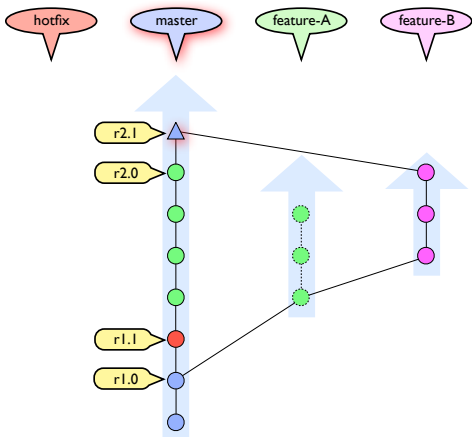 hotfix
master
feature-A
feature-B
r2.1
r2.0
r1.1
r1.0